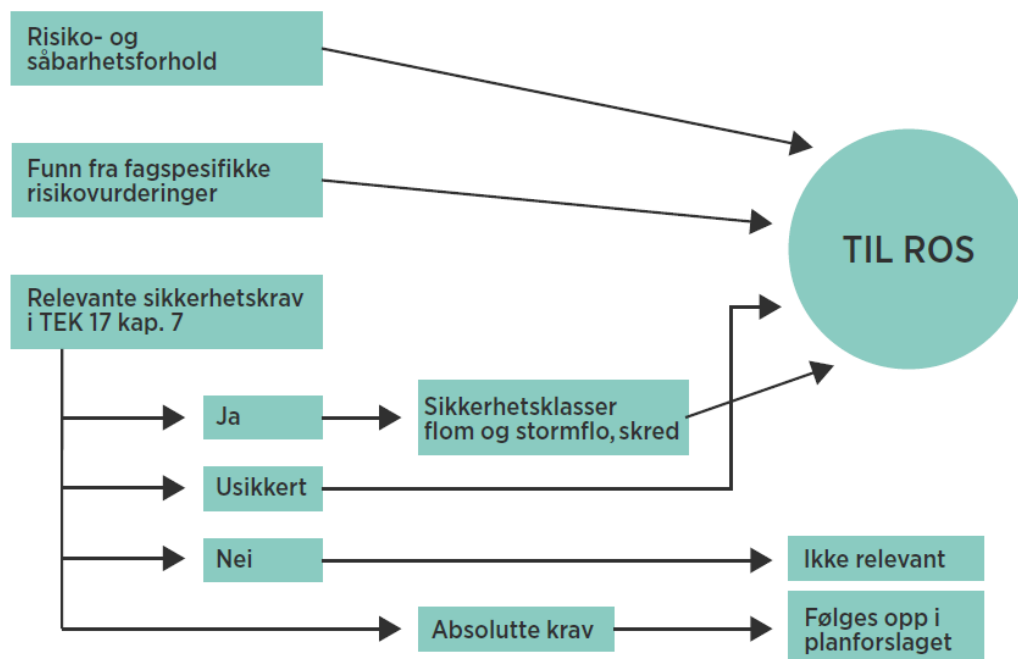 Risiko- og
såbarhetsforhold
Funn fra fagspesifikke
risikovurderinger
TIL ROS
Relevante sikkerhetskrav
i TEK 17 kap. 7
Ja
Sikkerhetsklasser
flom og stormflo, skred
Usikkert
Nei
Ikke relevant
Absolutte krav
Følges opp i
planforslaget